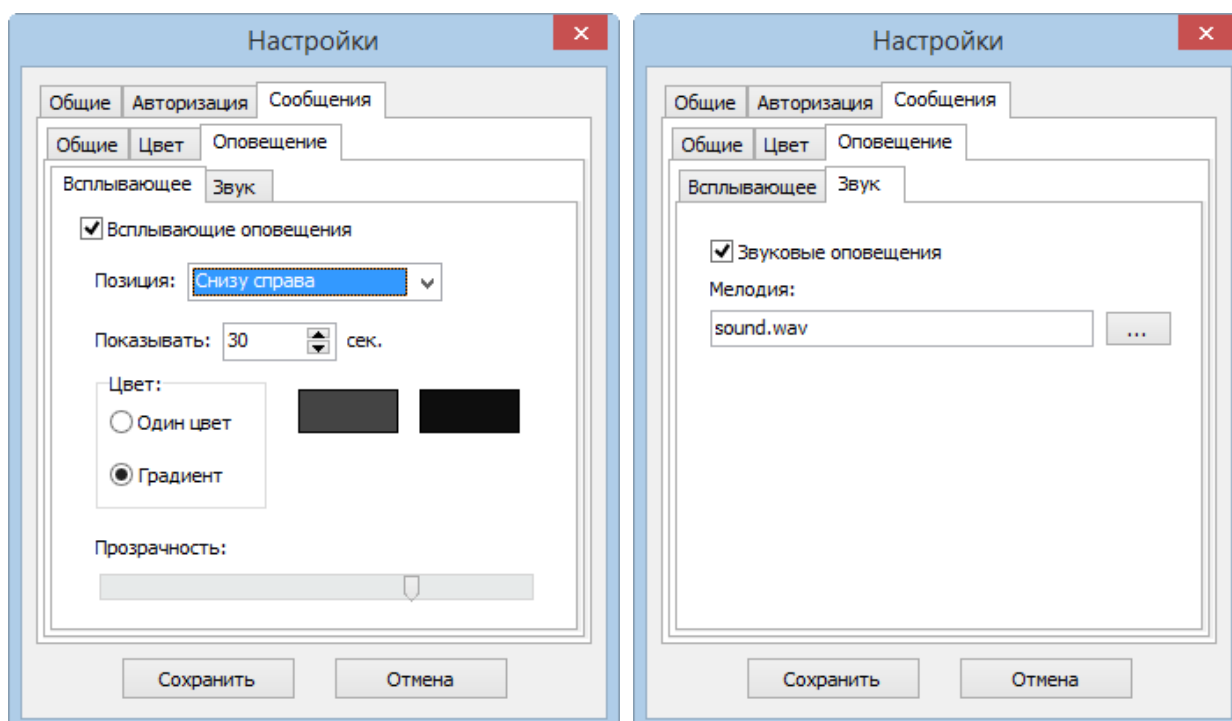 Настройки
Общие Авторизация Сообщения
Общие Цвет Оповещение
Всплывающее Звук
Всплывающие оповещения
Позиция: Снизу справа
Показывать: 30 сек.
Цвет:
Один цвет
Градиент
Прозрачность:
Сохранить Отмена
Настройки
Общие Авторизация Сообщения
Общие Цвет Оповещение
Всплывающее Звук
Звуковые оповещения
Мелодия:
sound.wav ...
Сохранить Отмена